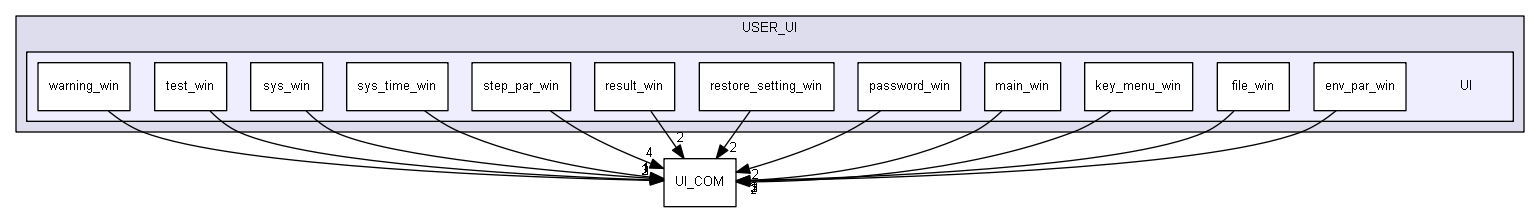 USER_UI
warning_win
test_win
sys_win
sys_time_win
step_par_win
result_win
restore_setting_win
password_win
main_win
key_menu_win
file_win
env_par_win
UI
2
2
4
2
UI_COM